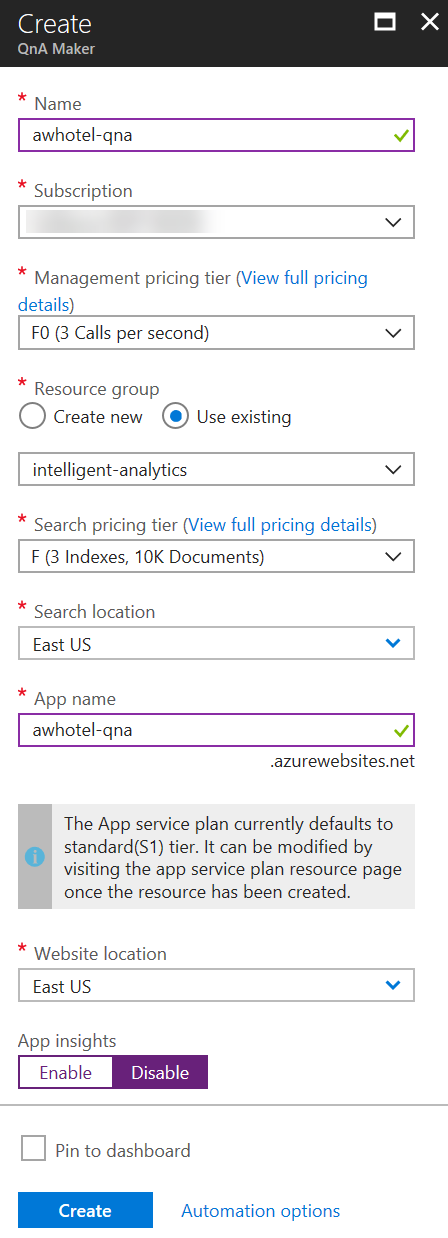 Create
QnA Maker
* Name
awhotel-qna
* Subscription
* Management pricing tier (View full pricing
details)
F0 (3 Calls per second)
* Resource group
Create new Use existing
intelligent-analytics
* Search pricing tier (View full pricing details)
F (3 Indexes, 10K Documents)
* Search location
East US
* App name
awhotel-qna
.azurewebsites.net
The App service plan currently defaults to
standard(S1) tier. It can be modified by
visiting the app service plan resource page
once the resource has been created.
* Website location
East US
App insights
Enable Disable
Pin to dashboard
Create Automation options